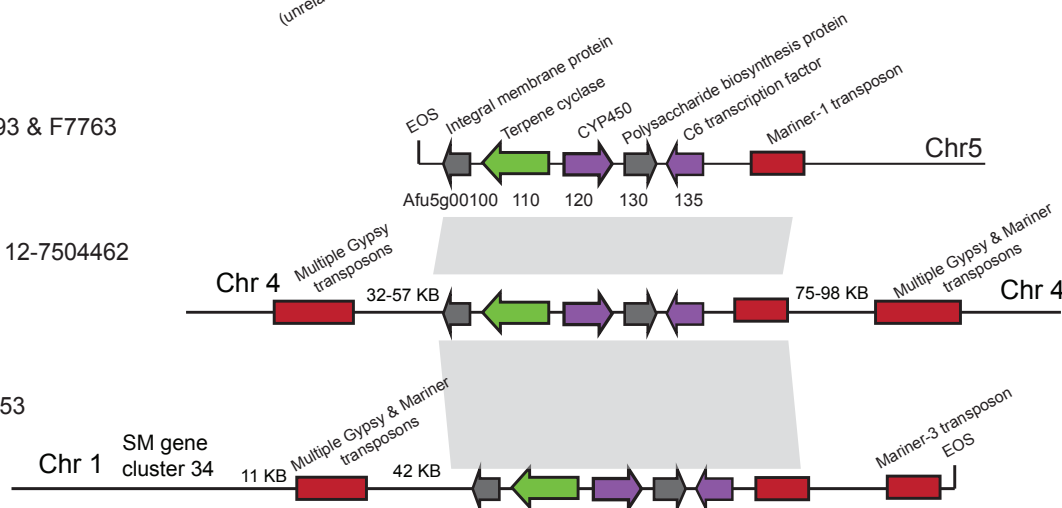 (unrela
EOS
Integral membrane protein
Terpene cyclase
CYP450
Polysaccharide biosynthesis protein
C6 transcription factor
Mariner-1 transposon
93 & F7763
Chr5
Afu5g00100 110 120 130 135
12-7504462
Chr 4
Multiple Gypsy
transposons
32-57 KB
75-98 KB
Multiple Gypsy & Mariner
transposons
Chr 4
53
Chr 1
SM gene
cluster 34
11 KB
Multiple Gypsy & Mariner
transposons
42 KB
Mariner-3 transposon
EOS